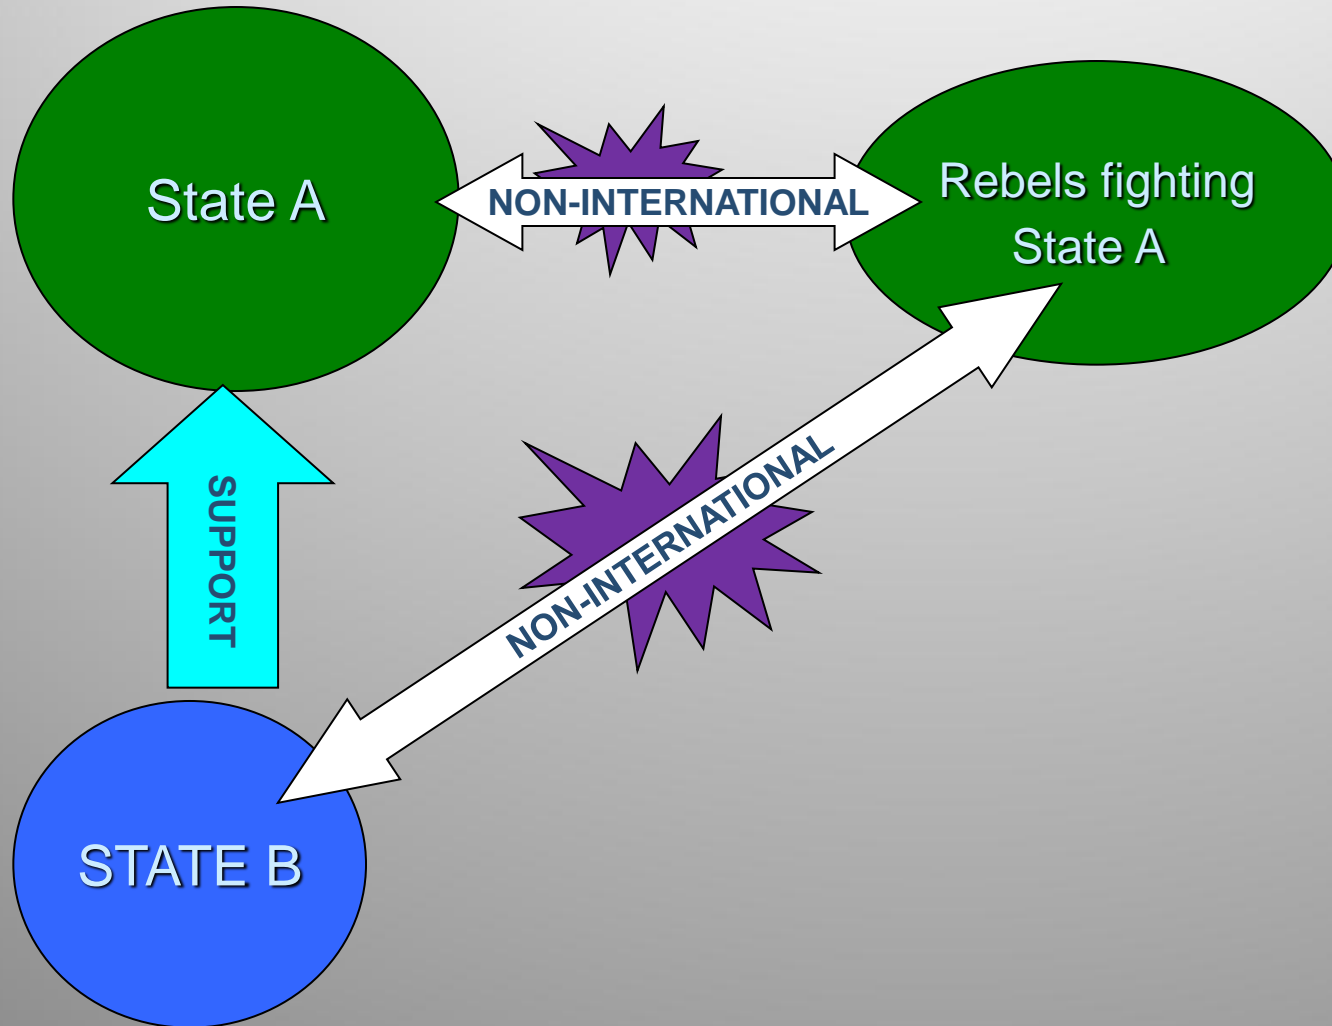 State A
NON-INTERNATIONAL
Rebels fighting
State A
SUPPORT
NON-INTERNATIONAL
STATE B